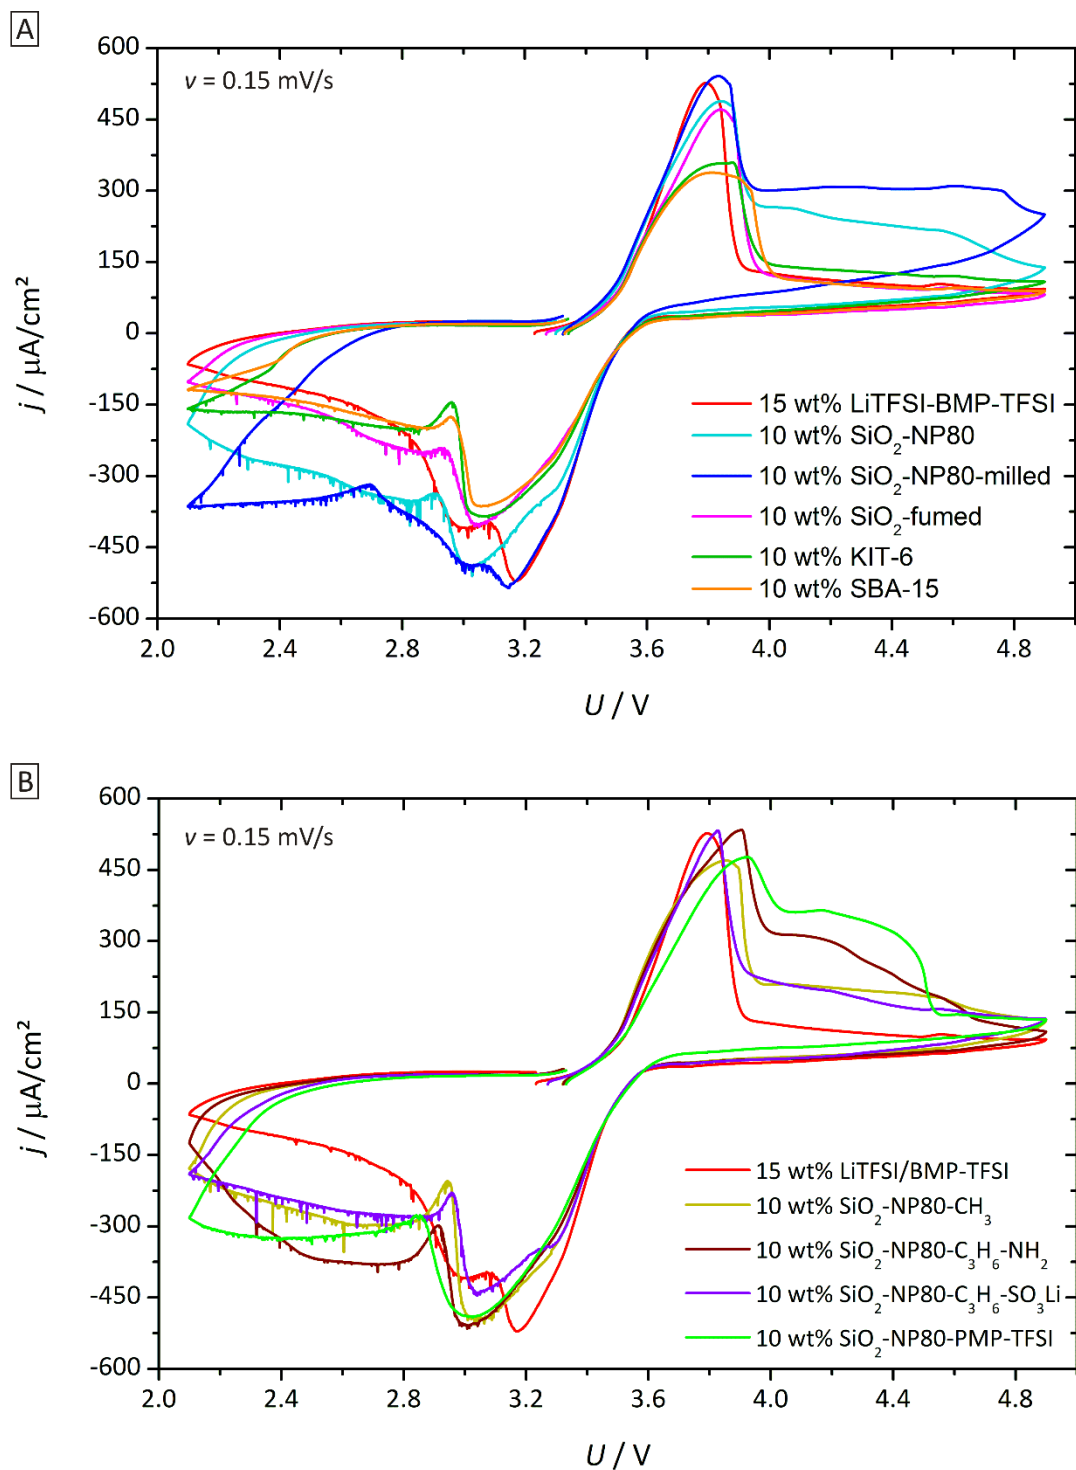 A
600
450
300
150
0
-150
-300
-450
-600
j / µA/cm²
v = 0.15 mV/s
15 wt% LiTFSI-BMP-TFSI
10 wt% SiO₂-NP80
10 wt% SiO₂-NP80-milled
10 wt% SiO₂-fumed
10 wt% KIT-6
10 wt% SBA-15
2.0 2.4 2.8 3.2 3.6 4.0 4.4 4.8
U / V
B
600
450
300
150
0
-150
-300
-450
-600
j / µA/cm²
v = 0.15 mV/s
15 wt% LiTFSI/BMP-TFSI
10 wt% SiO₂-NP80-CH₃
10 wt% SiO₂-NP80-C₃H₆-NH₂
10 wt% SiO₂-NP80-C₃H₆-SO₃Li
10 wt% SiO₂-NP80-PMP-TFSI
2.0 2.4 2.8 3.2 3.6 4.0 4.4 4.8
U / V